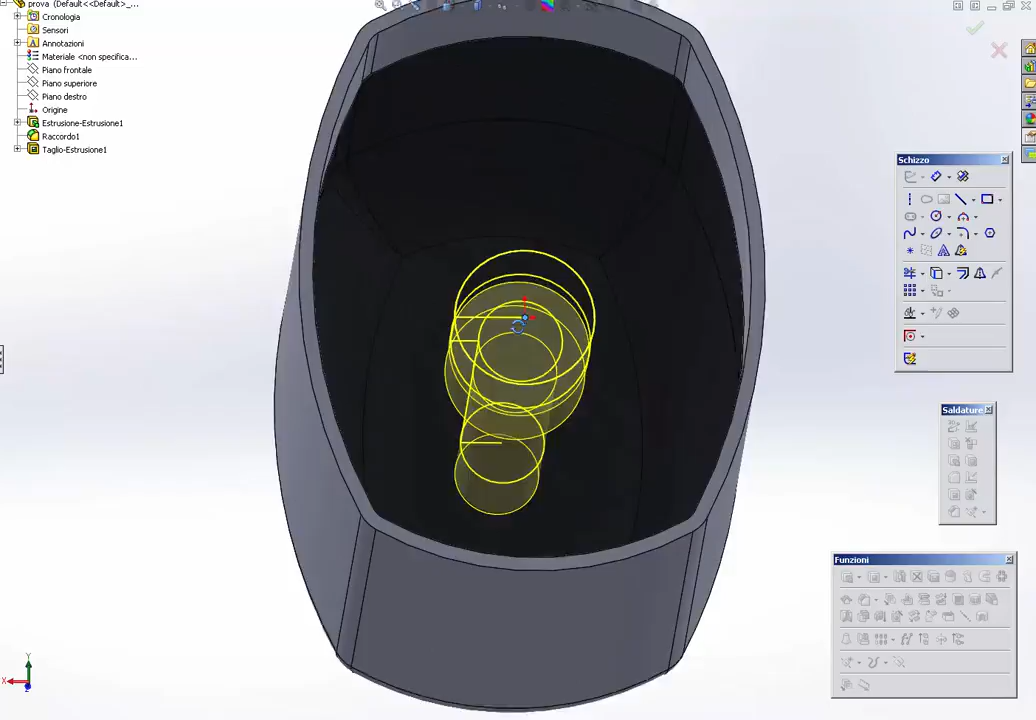 prova (Default<<Default>_...
Cronologia
Sensori
Annotazioni
Materiale <non specifica...
Piano frontale
Piano superiore
Piano destro
Origine
Estrusione-Estrusione1
Raccordo1
Taglio-Estrusione1
Schizzo
Saldature
Funzioni
Y
X
Z